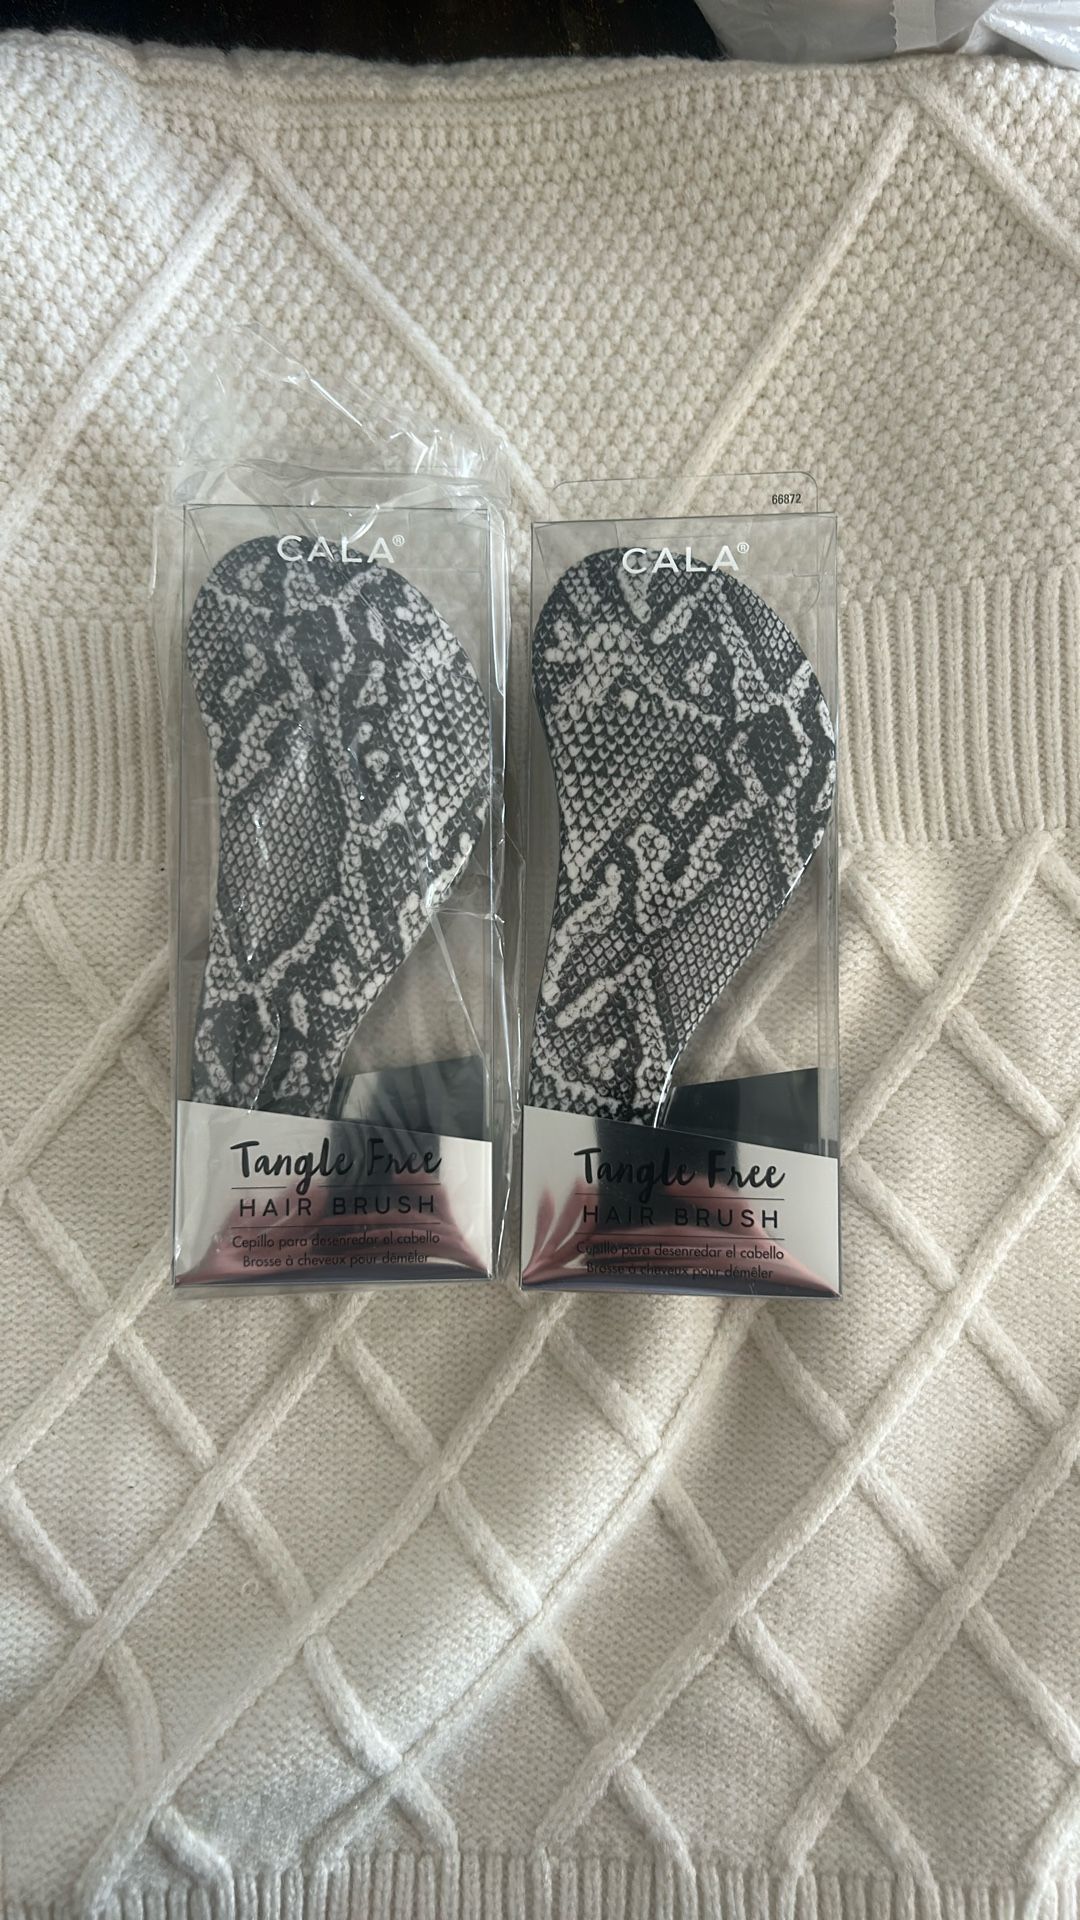 CALA®
Tangle Free
HAIR BRUSH
Cepillo para desenredar el cabello
Brosse à cheveux pour démêler
66872
CALA®
Tangle Free
HAIR BRUSH
Cepillo para desenredar el cabello
Brosse à cheveux pour démêler